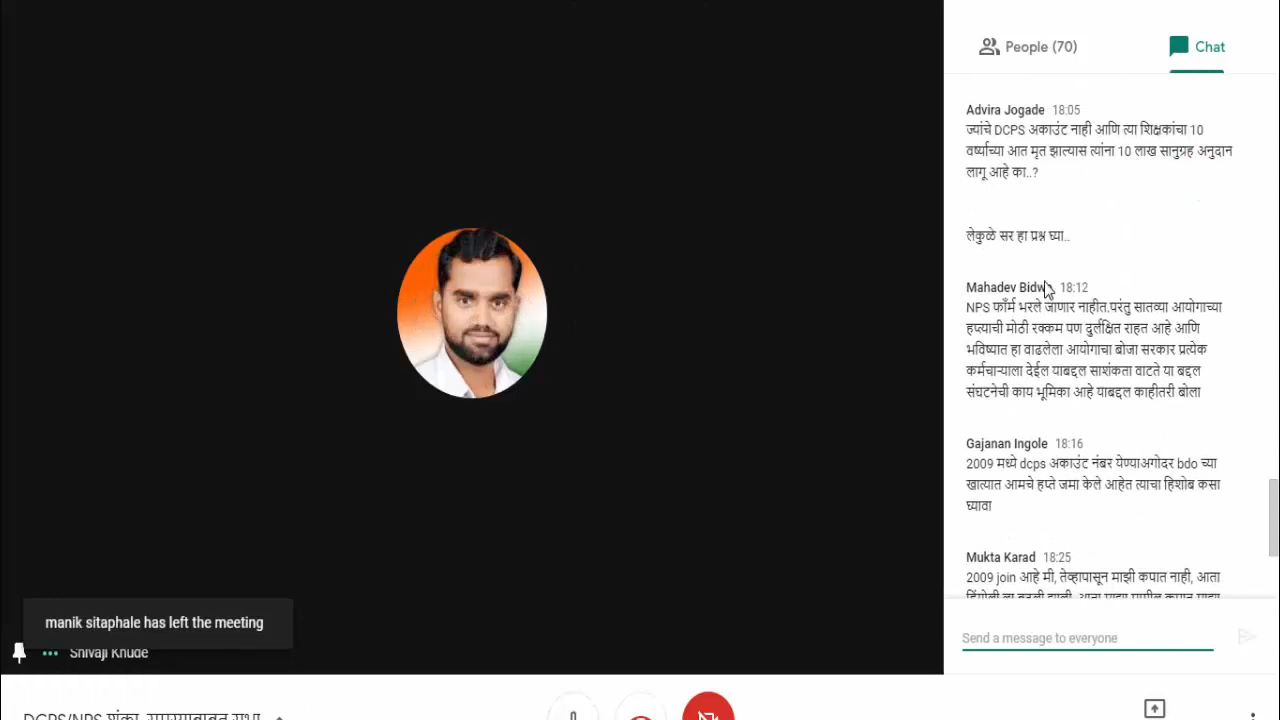 People (70)
Chat
Advira Jogade 18:05
ज्यांचे DCPS अकाउंट नाही आणि त्या शिक्षकांचा 10
वर्ष्याच्या आत मृत झाल्यास त्यांना 10 लाख सानुग्रह अनुदान
लागू आहे का..?
लेकुळे सर हा प्रश्न घ्या..
Mahadev 18:12
NPS फॉर्म भरले जाणार नाहीत.परंतु सातव्या आयोगाच्या
हप्त्याची मोठी रक्कम पण दुर्लक्षित राहत आहे आणि
भविष्यात हा वाढलेला आयोगाचा बोजा सरकार प्रत्येक
कर्मचाऱ्याला देईल याबद्दल साशंकता वाटते या बद्दल
संघटनेची काय भूमिका आहे याबद्दल काहीतरी बोला
Gajanan Ingole 18:16
2009 मध्ये dcps अकाउंट नंबर येण्याअगोदर bdo च्या
खात्यात आमचे हप्ते जमा केले आहेत त्याचा हिशोब कसा
घ्यावा
Mukta Karad 18:25
2009 join आहे मी, तेव्हापासून माझी कपात नाही, आता
Send a message to everyone
manik sitaphale has left the meeting
Shivaji Khude
DCPS/NPS